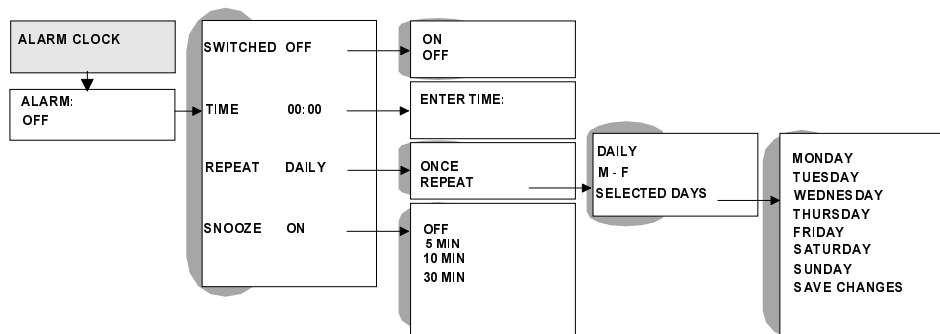 ALARM CLOCK
ALARM:
OFF
SWITCHED OFF
TIME 00:00
REPEAT DAILY
SNOOZE ON
ON
OFF
ENTER TIME:
ONCE
REPEAT
OFF
5 MIN
10 MIN
30 MIN
DAILY
M - F
SELECTED DAYS
MONDAY
TUESDAY
WEDNESDAY
THURSDAY
FRIDAY
SATURDAY
SUNDAY
SAVE CHANGES